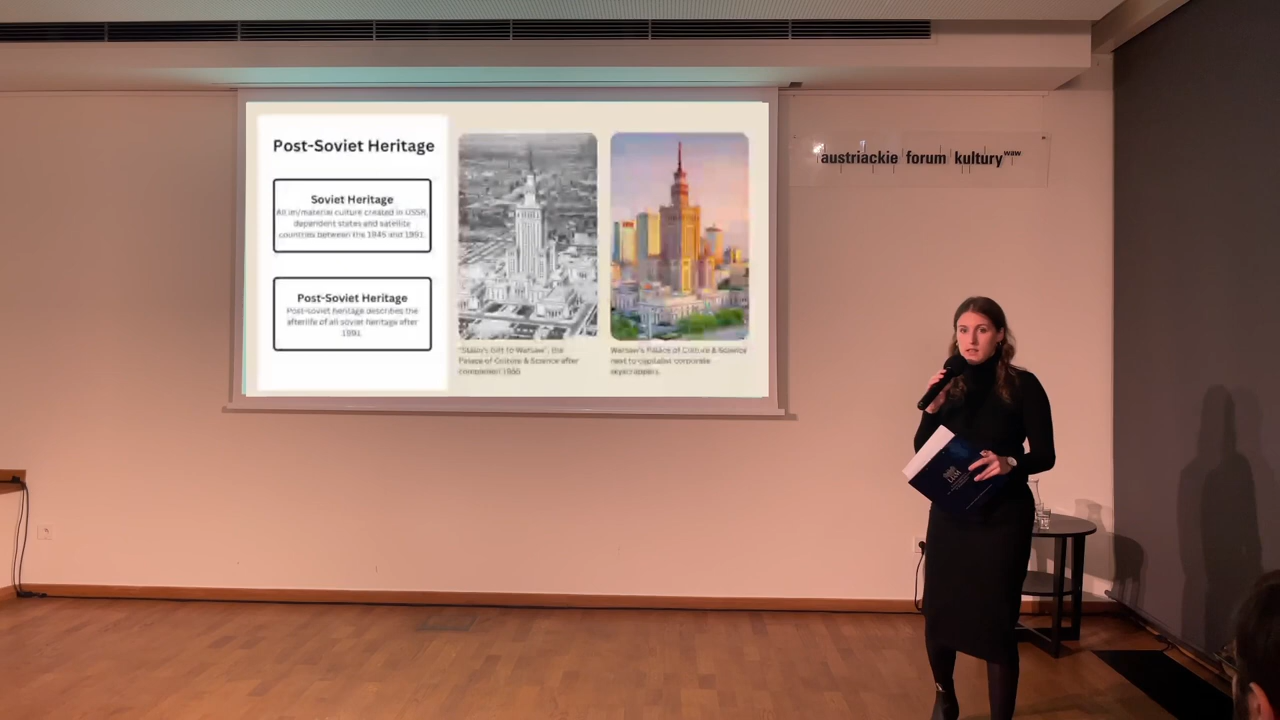 Post-Soviet Heritage
Soviet Heritage
All im/material culture created in USSR,
dependent states and satellite
countries between the 1945 and 1991.
Post-Soviet Heritage
Post-soviet heritage describes the
afterlife of all soviet heritage after
1991.
"Stalin's Gift to Warsaw", the
Palace of Culture & Science after
completion 1955
Warsaw's Palace of Culture & Science
next to capitalist corporate
skyscrappers.
austriackie forum kultury waw